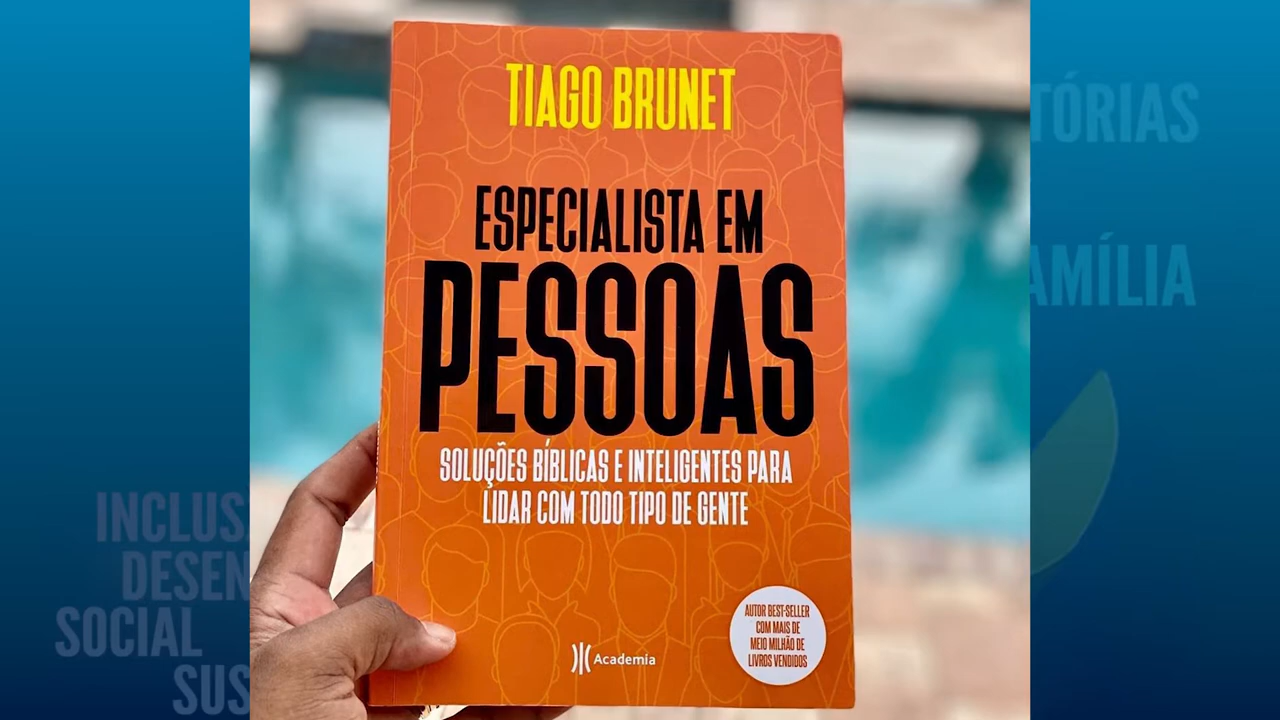 TIAGO BRUNET
ESPECIALISTA EM
PESSOAS
SOLUÇÕES BÍBLICAS E INTELIGENTES PARA
LIDAR COM TODO TIPO DE GENTE
AUTOR BEST-SELLER
COM MAIS DE
MEIO MILHÃO DE
LIVROS VENDIDOS
Academia
SOCIAL